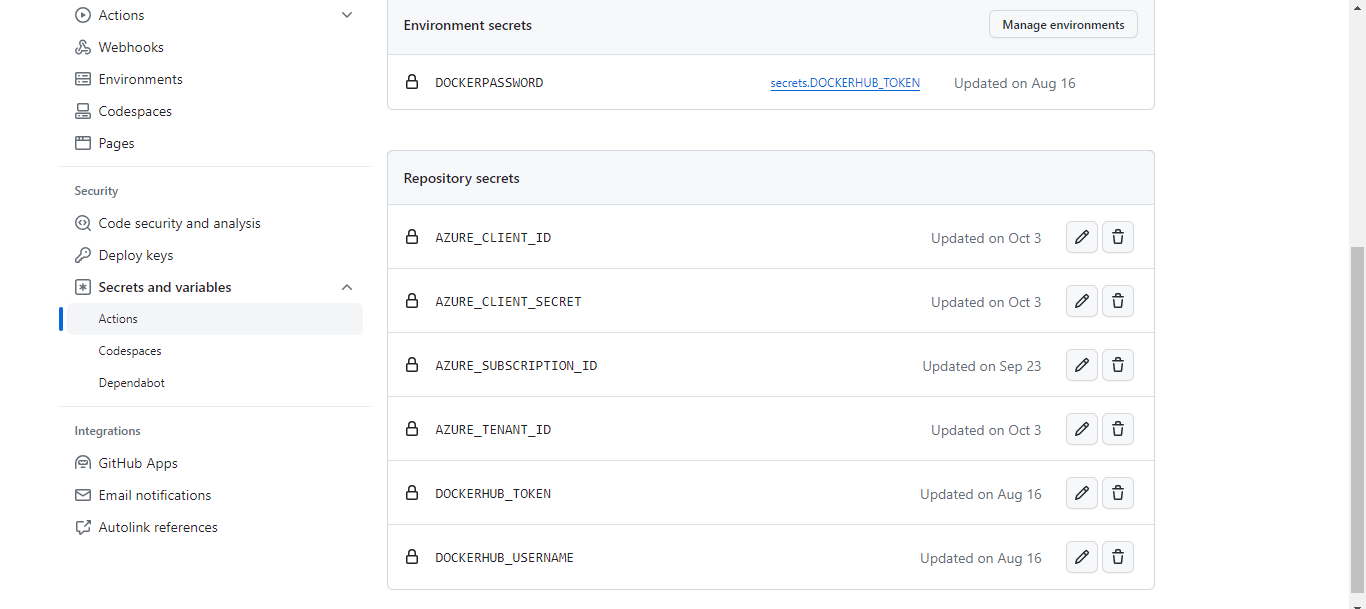 Actions
Webhooks
Environments
Codespaces
Pages
Security
Code security and analysis
Deploy keys
Secrets and variables
Actions
Codespaces
Dependabot
Integrations
GitHub Apps
Email notifications
Autolink references
Environment secrets
Manage environments
DOCKERPASSWORD secrets.DOCKERHUB_TOKEN Updated on Aug 16
Repository secrets
AZURE_CLIENT_ID Updated on Oct 3
AZURE_CLIENT_SECRET Updated on Oct 3
AZURE_SUBSCRIPTION_ID Updated on Sep 23
AZURE_TENANT_ID Updated on Oct 3
DOCKERHUB_TOKEN Updated on Aug 16
DOCKERHUB_USERNAME Updated on Aug 16